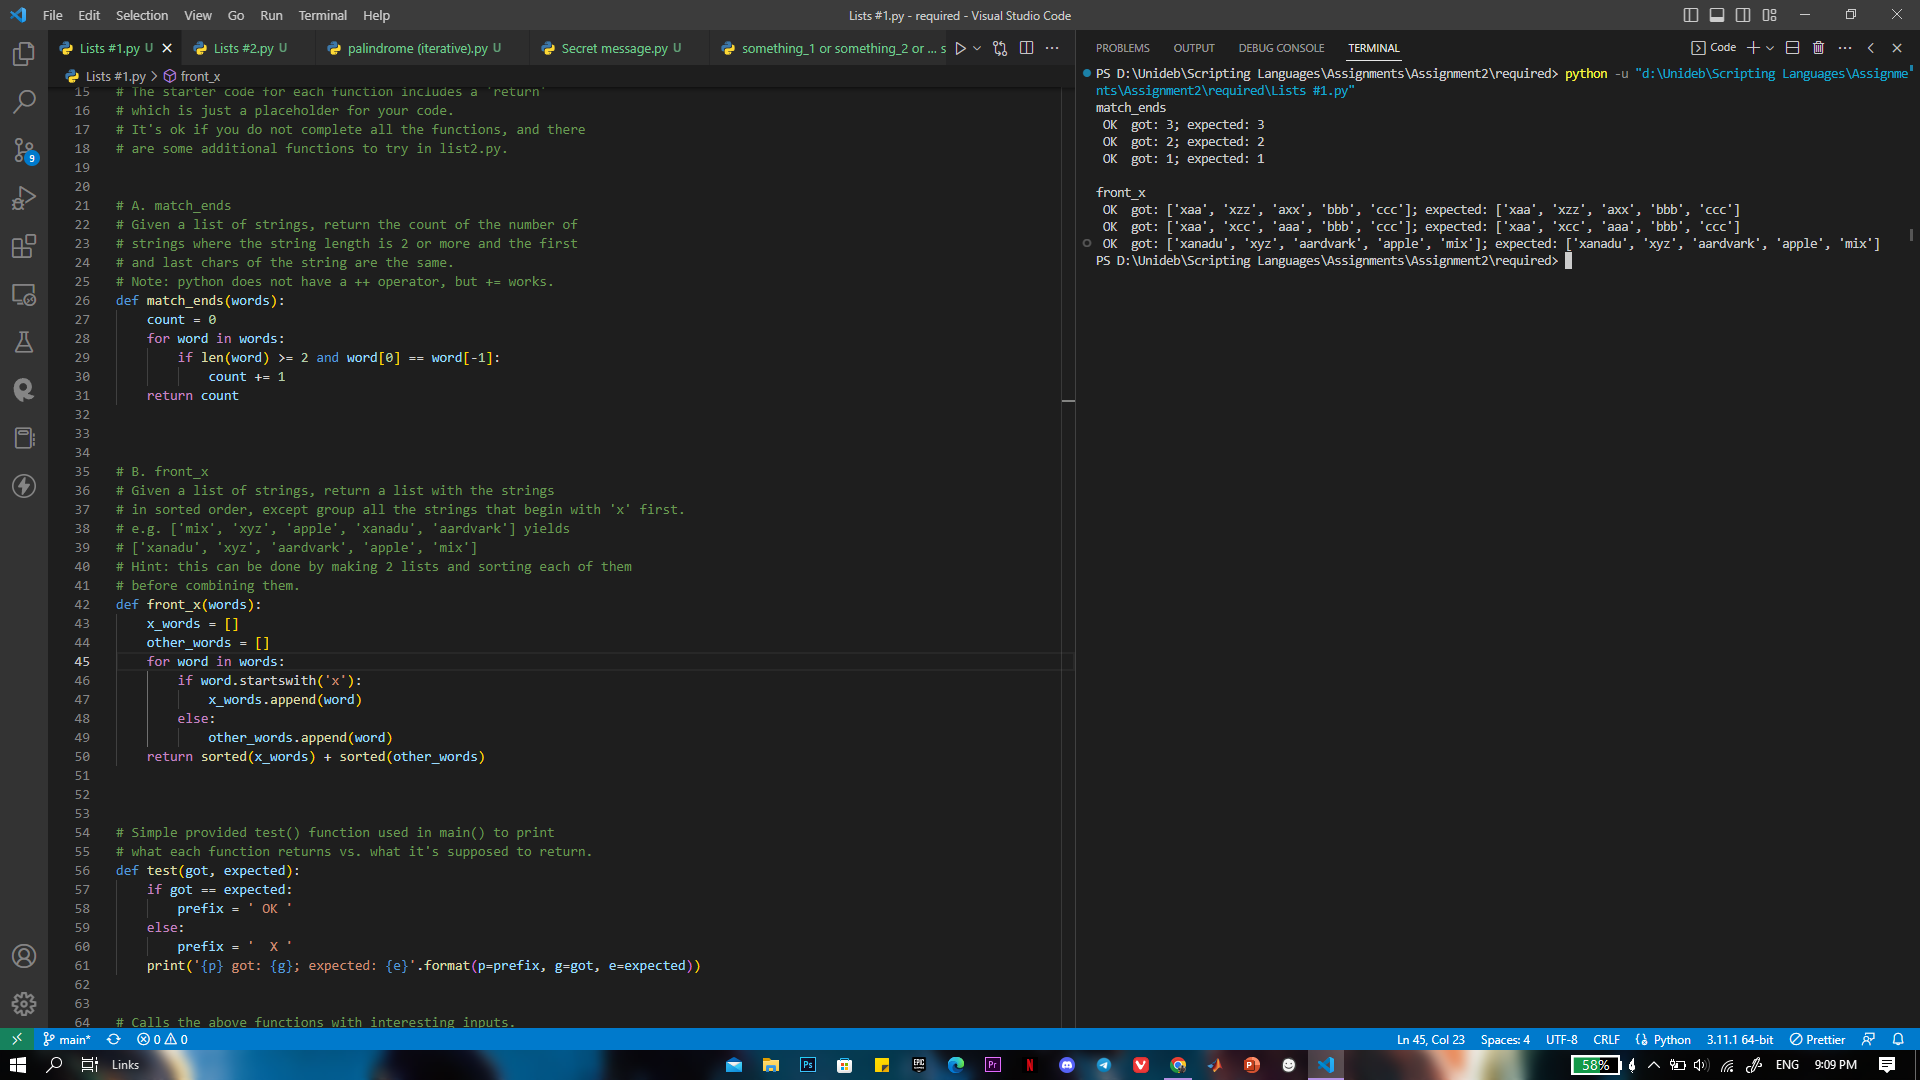 File Edit Selection View Go Run Terminal Help
Lists #1.py - required - Visual Studio Code
Lists #1.py U
Lists #2.py U
palindrome (iterative).py U
Secret message.py U
something_1 or something_2 or ... s
Lists #1.py > front_x
15 # The starter code for each function includes a 'return'
16 # which is just a placeholder for your code.
17 # It's ok if you do not complete all the functions, and there
18 # are some additional functions to try in list2.py.
19
20
21 # A. match_ends
22 # Given a list of strings, return the count of the number of
23 # strings where the string length is 2 or more and the first
24 # and last chars of the string are the same.
25 # Note: python does not have a ++ operator, but += works.
26 def match_ends(words):
27     count = 0
28     for word in words:
29         if len(word) >= 2 and word[0] == word[-1]:
30             count += 1
31     return count
32
33
34
35 # B. front_x
36 # Given a list of strings, return a list with the strings
37 # in sorted order, except group all the strings that begin with 'x' first.
38 # e.g. ['mix', 'xyz', 'apple', 'xanadu', 'aardvark'] yields
39 # ['xanadu', 'xyz', 'aardvark', 'apple', 'mix']
40 # Hint: this can be done by making 2 lists and sorting each of them
41 # before combining them.
42 def front_x(words):
43     x_words = []
44     other_words = []
45     for word in words:
46         if word.startswith('x'):
47             x_words.append(word)
48         else:
49             other_words.append(word)
50     return sorted(x_words) + sorted(other_words)
51
52
53
54 # Simple provided test() function used in main() to print
55 # what each function returns vs. what it's supposed to return.
56 def test(got, expected):
57     if got == expected:
58         prefix = ' OK '
59     else:
60         prefix = '  X '
61     print('{p} got: {g}; expected: {e}'.format(p=prefix, g=got, e=expected))
62
63
64 # Calls the above functions with interesting inputs.
PROBLEMS OUTPUT DEBUG CONSOLE TERMINAL
Code
PS D:\Unideb\Scripting Languages\Assignments\Assignment2\required> python -u "d:\Unideb\Scripting Languages\Assignme
nts\Assignment2\required\Lists #1.py"
match_ends
 OK  got: 3; expected: 3
 OK  got: 2; expected: 2
 OK  got: 1; expected: 1
front_x
 OK  got: ['xaa', 'xzz', 'axx', 'bbb', 'ccc']; expected: ['xaa', 'xzz', 'axx', 'bbb', 'ccc']
 OK  got: ['xaa', 'xcc', 'aaa', 'bbb', 'ccc']; expected: ['xaa', 'xcc', 'aaa', 'bbb', 'ccc']
 OK  got: ['xanadu', 'xyz', 'aardvark', 'apple', 'mix']; expected: ['xanadu', 'xyz', 'aardvark', 'apple', 'mix']
PS D:\Unideb\Scripting Languages\Assignments\Assignment2\required>
9
main* 0 0
Ln 45, Col 23 Spaces: 4 UTF-8 CRLF Python 3.11.1 64-bit Prettier
Links
Ps
EPIC
Pr
N
58%
ENG
9:09 PM